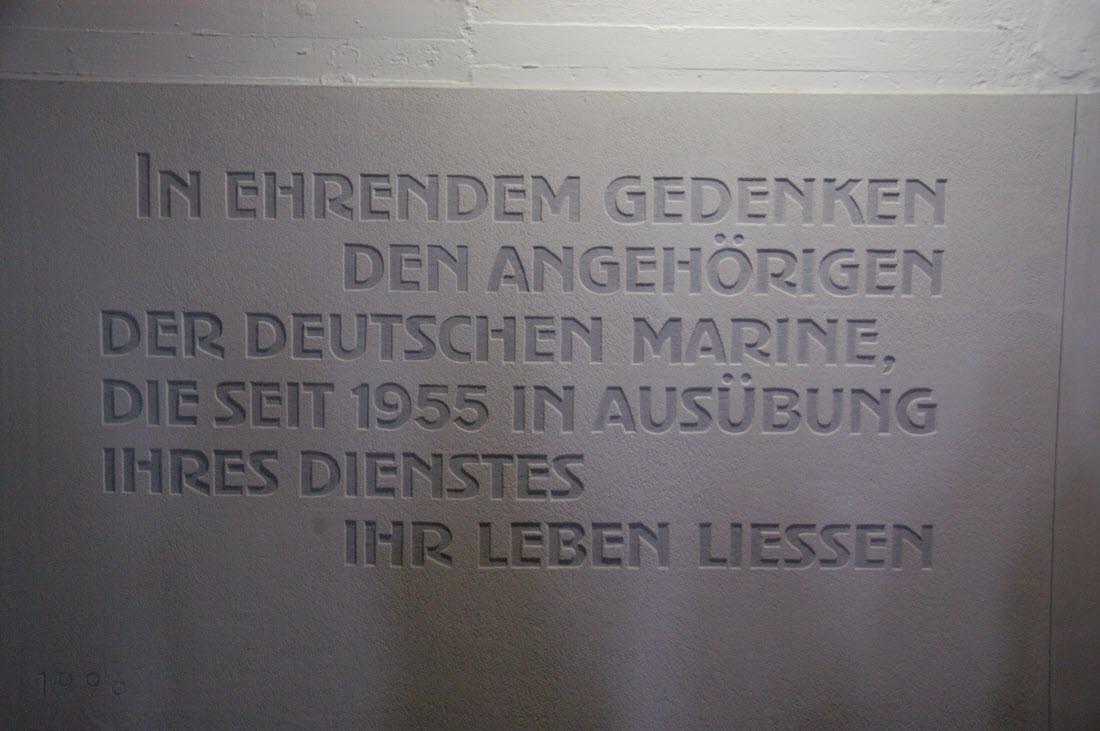 IN EHRENDEM GEDENKEN
DEN ANGEHÖRIGEN
DER DEUTSCHEN MARINE,
DIE SEIT 1955 IN AUSÜBUNG
IHRES DIENSTES
IHR LEBEN LIESSEN